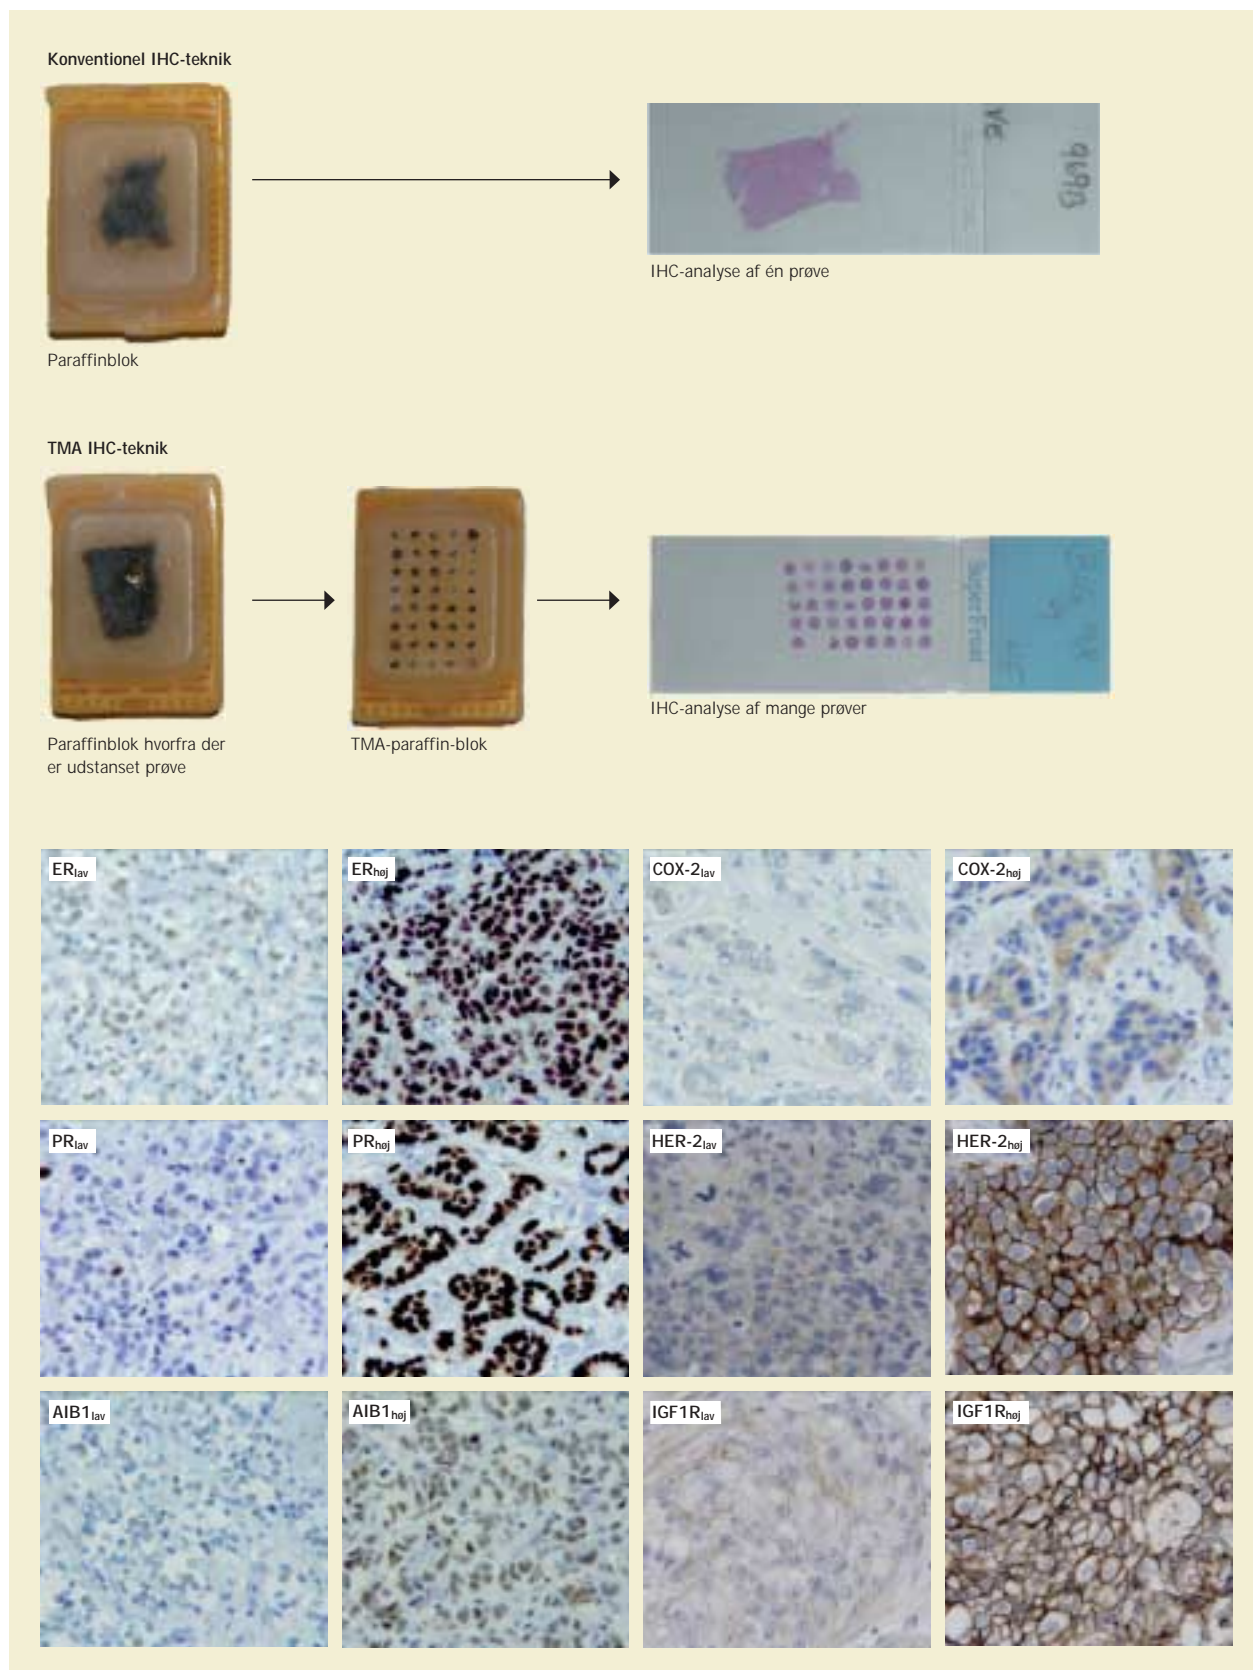 Konventionel IHC-teknik
969B
IHC-analyse af én prøve
Paraffinblok
TMA IHC-teknik
IHC-analyse af mange prøver
Paraffinblok hvorfra der
er udstanset prøve
TMA-paraffin-blok
ERlav
ERhøj
COX-2lav
COX-2høj
PRlav
PRhøj
HER-2lav
HER-2høj
AIB1lav
AIB1høj
IGF1Rlav
IGF1Rhøj